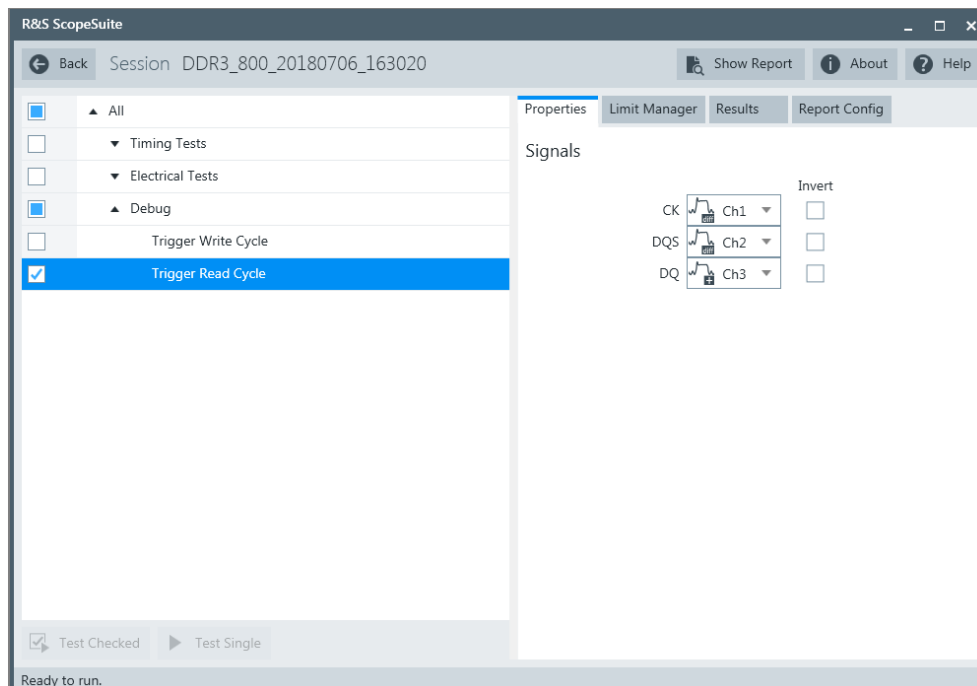 R&S ScopeSuite
Back Session DDR3_800_20180706_163020 Show Report About Help
All
Timing Tests
Electrical Tests
Debug
Trigger Write Cycle
Trigger Read Cycle
Properties Limit Manager Results Report Config
Signals
Invert
CK diff Ch1
DQS diff Ch2
DQ Ch3
Test Checked Test Single
Ready to run.